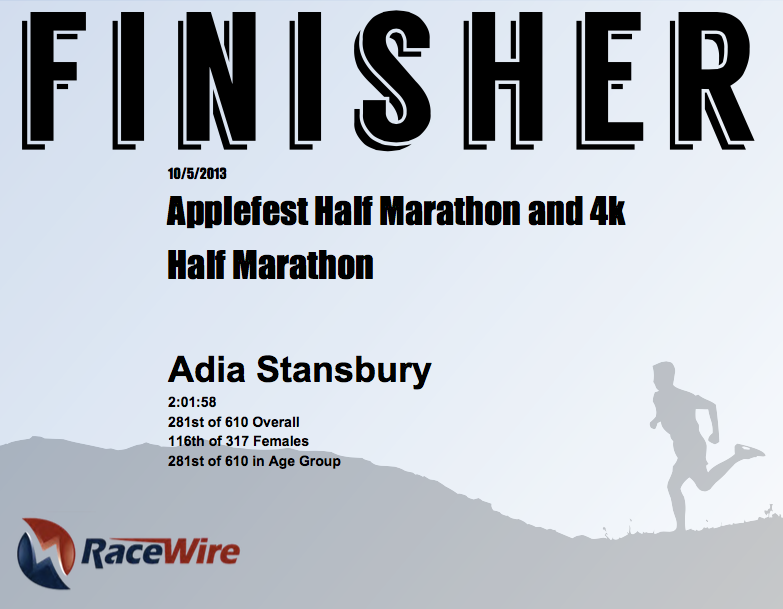 FINISHER
10/5/2013
Applefest Half Marathon and 4k
Half Marathon
Adia Stansbury
2:01:58
281st of 610 Overall
116th of 317 Females
281st of 610 in Age Group
RaceWire